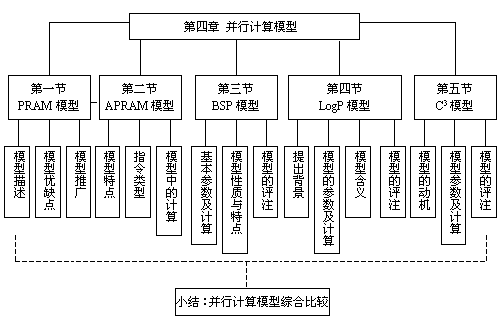 第四章 并行计算模型
第一节
PRAM 模型
第二节
APRAM 模型
第三节
BSP 模型
第四节
LogP 模型
第五节
C³ 模型
模型描述
模型优缺点
模型推广
模型特点
指令类型
模型中的计算
基本参数及计算
模型性质与特点
模型的评注
提出背景
模型的参数及计算
模型含义
模型的评注
模型的动机
模型参数及计算
模型的评注
小结：并行计算模型综合比较